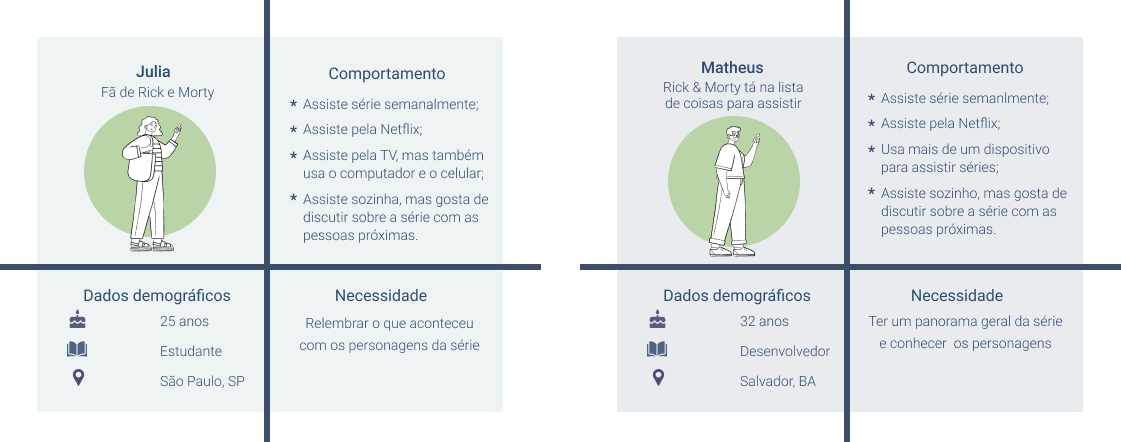 Julia
Fã de Rick e Morty
Comportamento
* Assiste série semanalmente;
* Assiste pela Netflix;
* Assiste pela TV, mas também
usa o computador e o celular;
* Assiste sozinha, mas gosta de
discutir sobre a série com as
pessoas próximas.
Dados demográficos
25 anos
Estudante
São Paulo, SP
Necessidade
Relembrar o que aconteceu
com os personagens da série
Matheus
Rick & Morty tá na lista
de coisas para assistir
Comportamento
* Assiste série semanlmente;
* Assiste pela Netflix;
* Usa mais de um dispositivo
para assistir séries;
* Assiste sozinho, mas gosta de
discutir sobre a série com as
pessoas próximas.
Dados demográficos
32 anos
Desenvolvedor
Salvador, BA
Necessidade
Ter um panorama geral da série
e conhecer os personagens